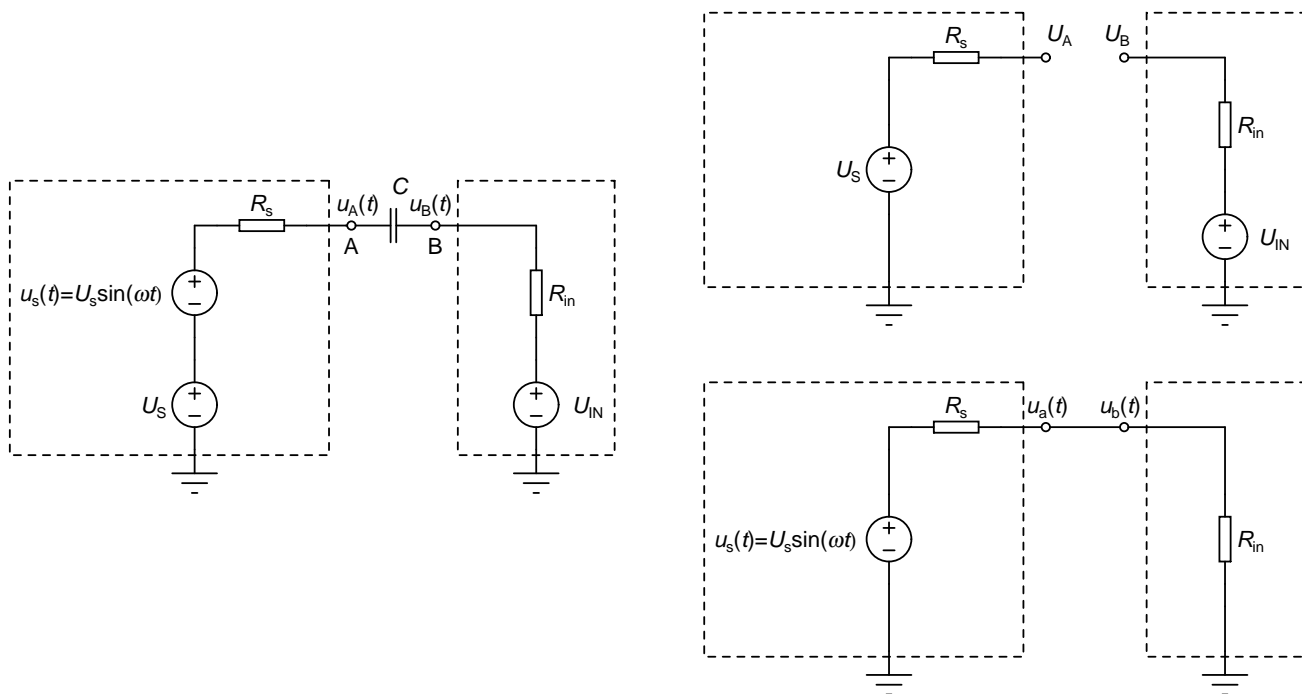 R_s
u_A(t)
C
u_B(t)
A
B
u_s(t)=U_s sin(ωt)
+
−
R_in
U_S
+
−
+
−
U_IN
R_s
U_A
U_B
R_in
U_S
+
−
+
−
U_IN
R_s
u_a(t)
u_b(t)
u_s(t)=U_s sin(ωt)
+
−
R_in